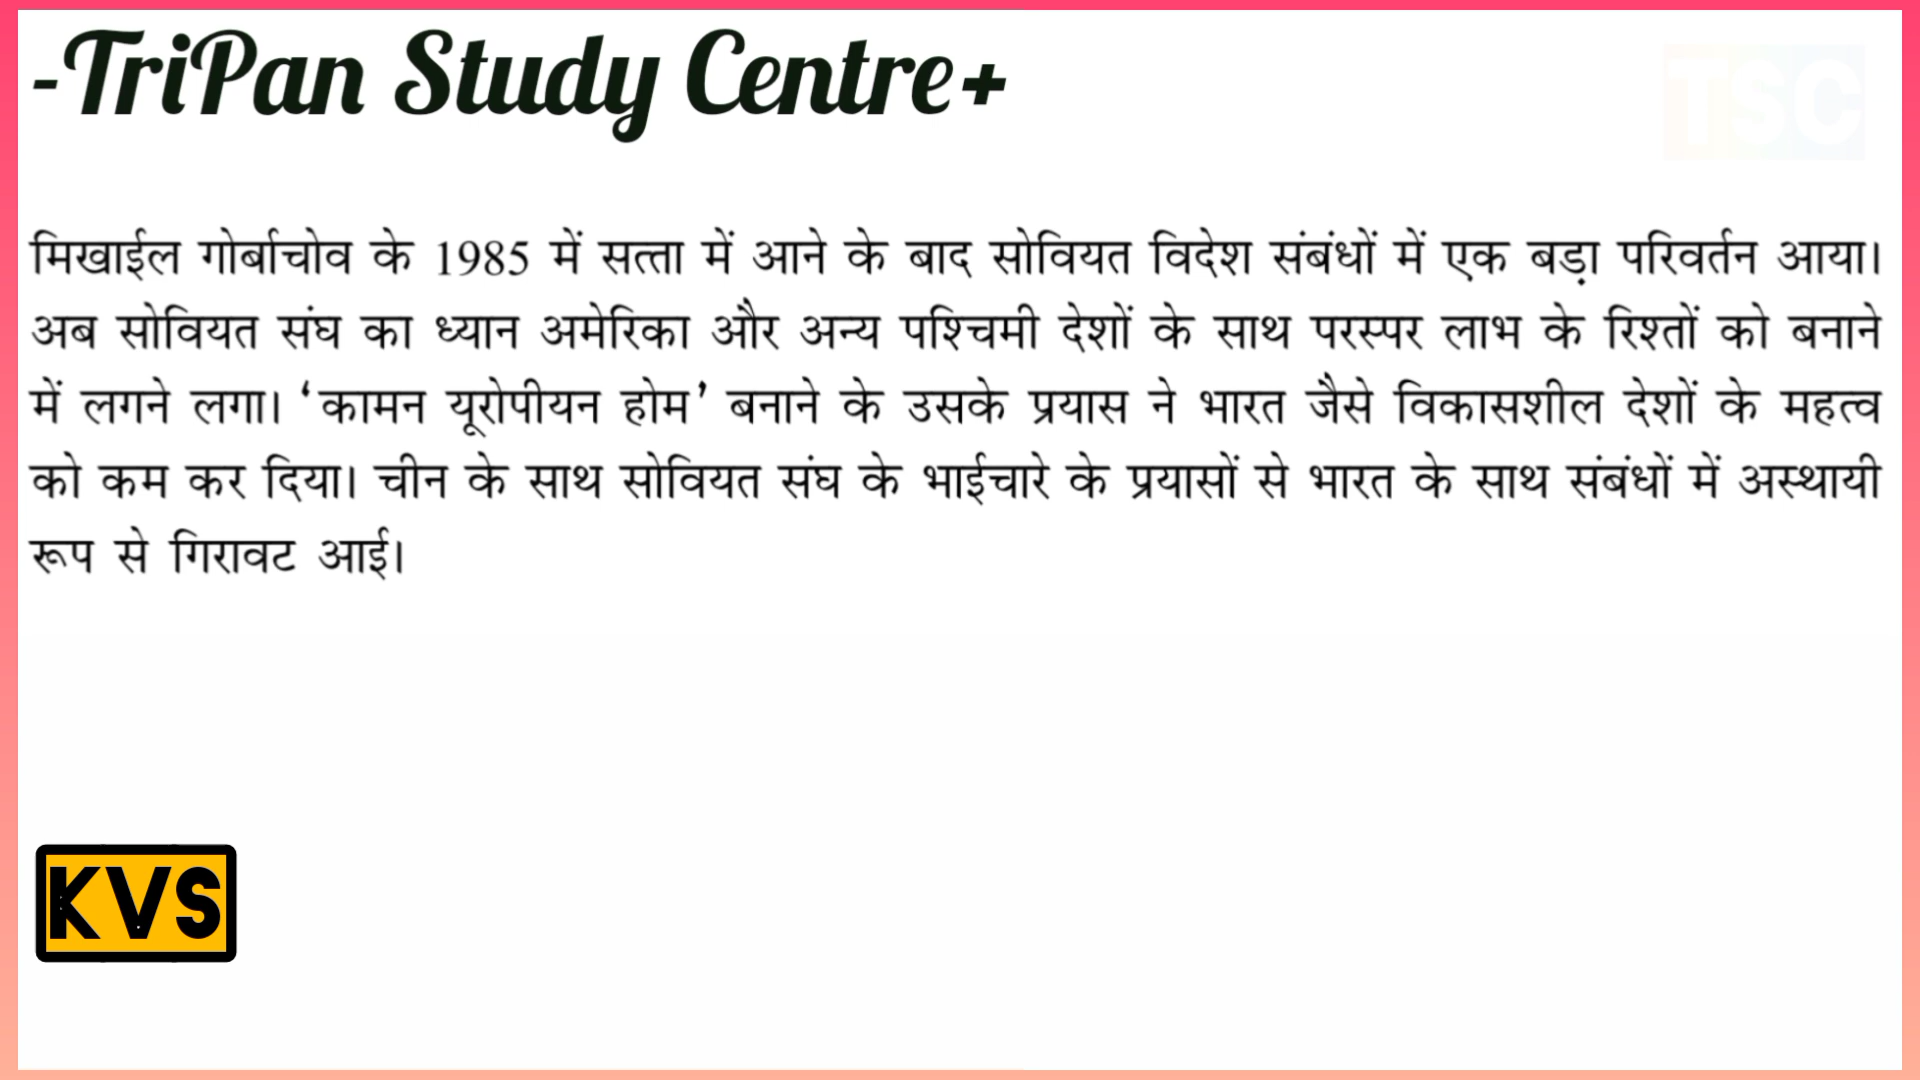 -TriPan Study Centre+
TSC
मिखाईल गोर्बाचोव के 1985 में सत्ता में आने के बाद सोवियत विदेश संबंधों में एक बड़ा परिवर्तन आया।
अब सोवियत संघ का ध्यान अमेरिका और अन्य पश्चिमी देशों के साथ परस्पर लाभ के रिश्तों को बनाने
में लगने लगा। ‘कामन यूरोपीयन होम’ बनाने के उसके प्रयास ने भारत जैसे विकासशील देशों के महत्व
को कम कर दिया। चीन के साथ सोवियत संघ के भाईचारे के प्रयासों से भारत के साथ संबंधों में अस्थायी
रूप से गिरावट आई।
KVS